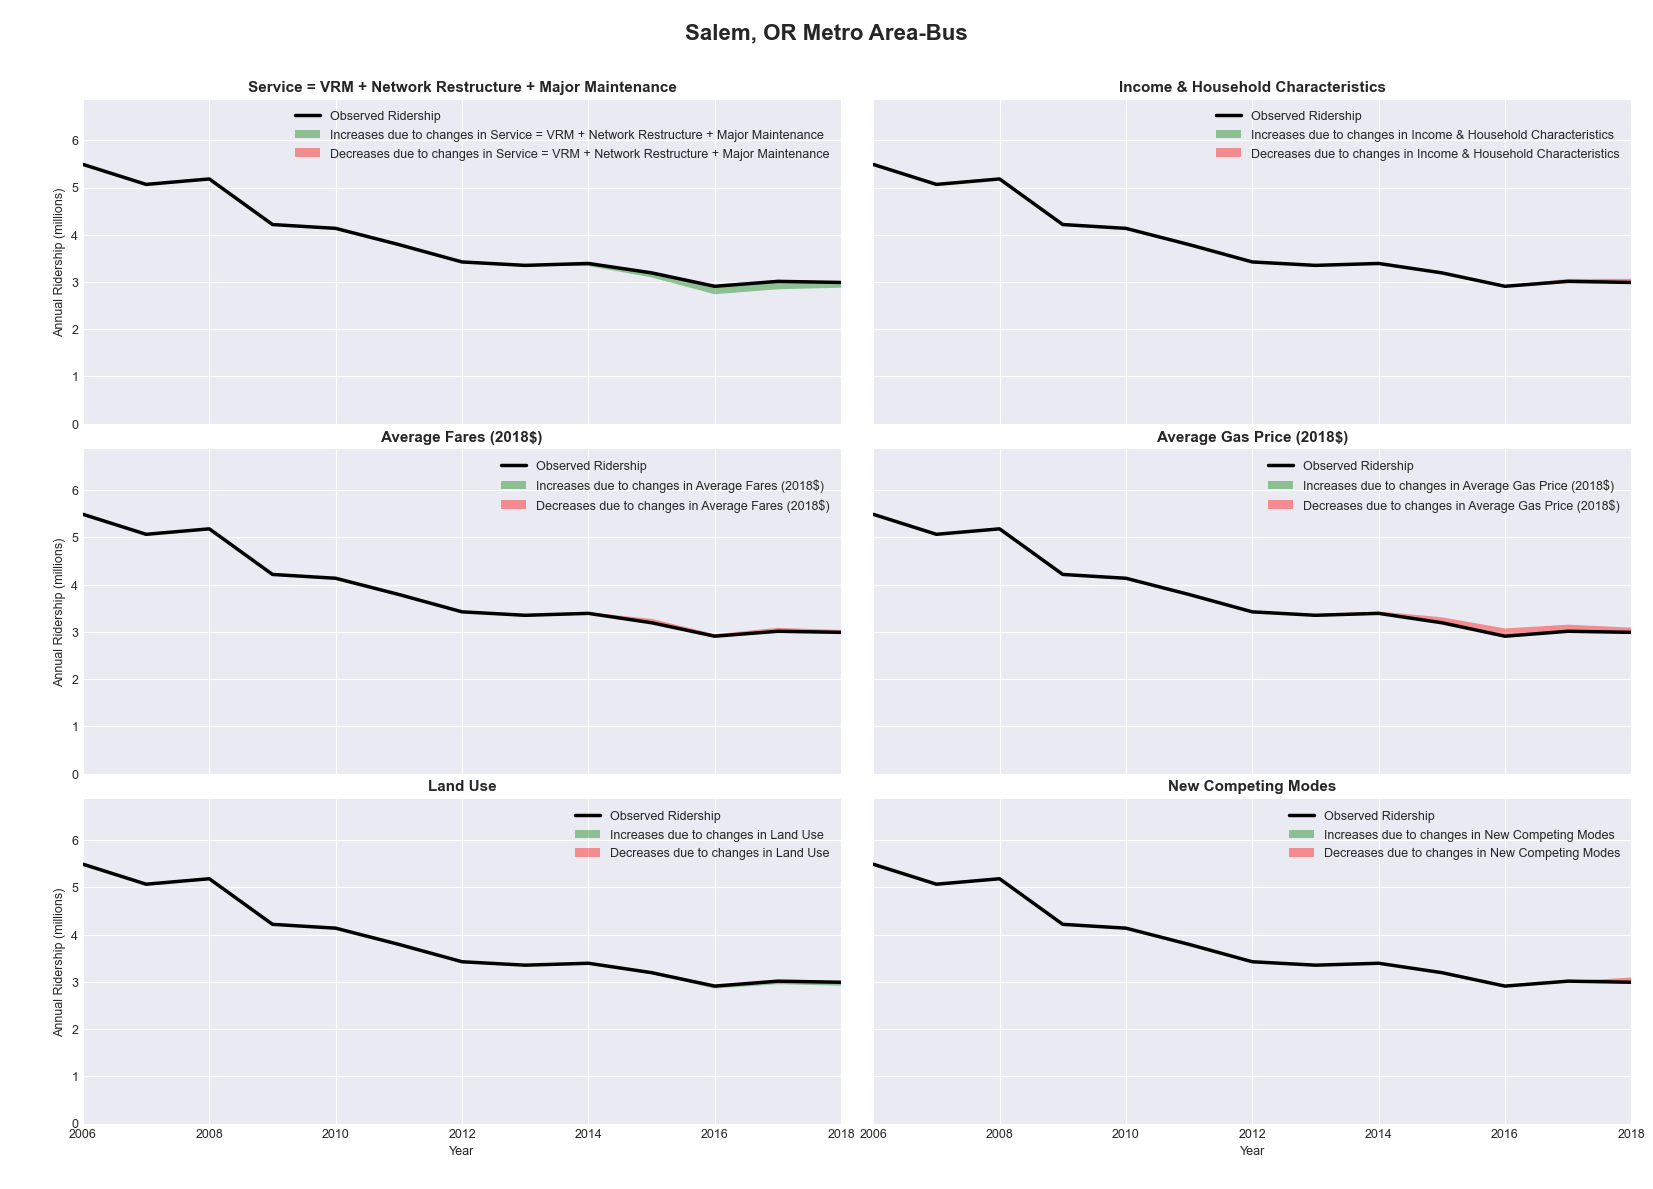 Salem, OR Metro Area-Bus
Service = VRM + Network Restructure + Major Maintenance
Observed Ridership
Increases due to changes in Service = VRM + Network Restructure + Major Maintenance
Decreases due to changes in Service = VRM + Network Restructure + Major Maintenance
Annual Ridership (millions)
6
5
4
3
2
1
0
Income & Household Characteristics
Observed Ridership
Increases due to changes in Income & Household Characteristics
Decreases due to changes in Income & Household Characteristics
Average Fares (2018$)
Observed Ridership
Increases due to changes in Average Fares (2018$)
Decreases due to changes in Average Fares (2018$)
Annual Ridership (millions)
6
5
4
3
2
1
0
Average Gas Price (2018$)
Observed Ridership
Increases due to changes in Average Gas Price (2018$)
Decreases due to changes in Average Gas Price (2018$)
Land Use
Observed Ridership
Increases due to changes in Land Use
Decreases due to changes in Land Use
Annual Ridership (millions)
6
5
4
3
2
1
0
2006 2008 2010 2012 2014 2016 2018
Year
New Competing Modes
Observed Ridership
Increases due to changes in New Competing Modes
Decreases due to changes in New Competing Modes
2006 2008 2010 2012 2014 2016 2018
Year